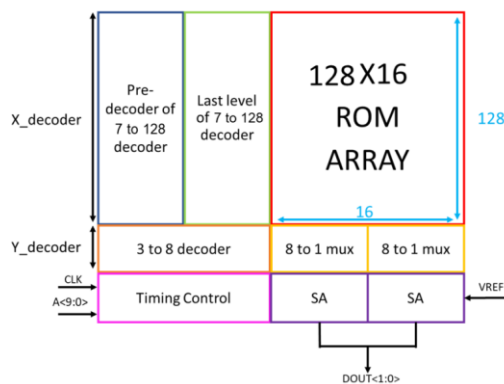 X_decoder
Pre-
decoder of
7 to 128
decoder
Last level
of 7 to 128
decoder
128X16
ROM
ARRAY
128
16
Y_decoder
3 to 8 decoder
8 to 1 mux
8 to 1 mux
CLK
A<9:0>
Timing Control
SA
SA
VREF
DOUT<1:0>